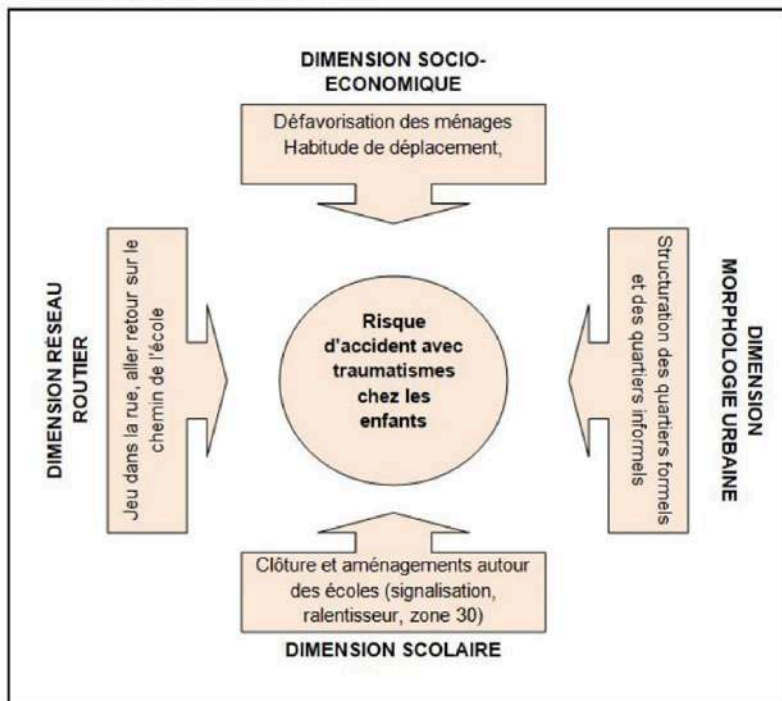 DIMENSION SOCIO-
ECONOMIQUE
Défavorisation des ménages
Habitude de déplacement,
DIMENSION RÉSEAU
ROUTIER
Jeu dans la rue, aller retour sur le
chemin de l'école
Risque
d'accident avec
traumatismes
chez les
enfants
Structuration des quartiers formels
et des quartiers informels
DIMENSION
MORPHOLOGIE URBAINE
Clôture et aménagements autour
des écoles (signalisation,
ralentisseur, zone 30)
DIMENSION SCOLAIRE